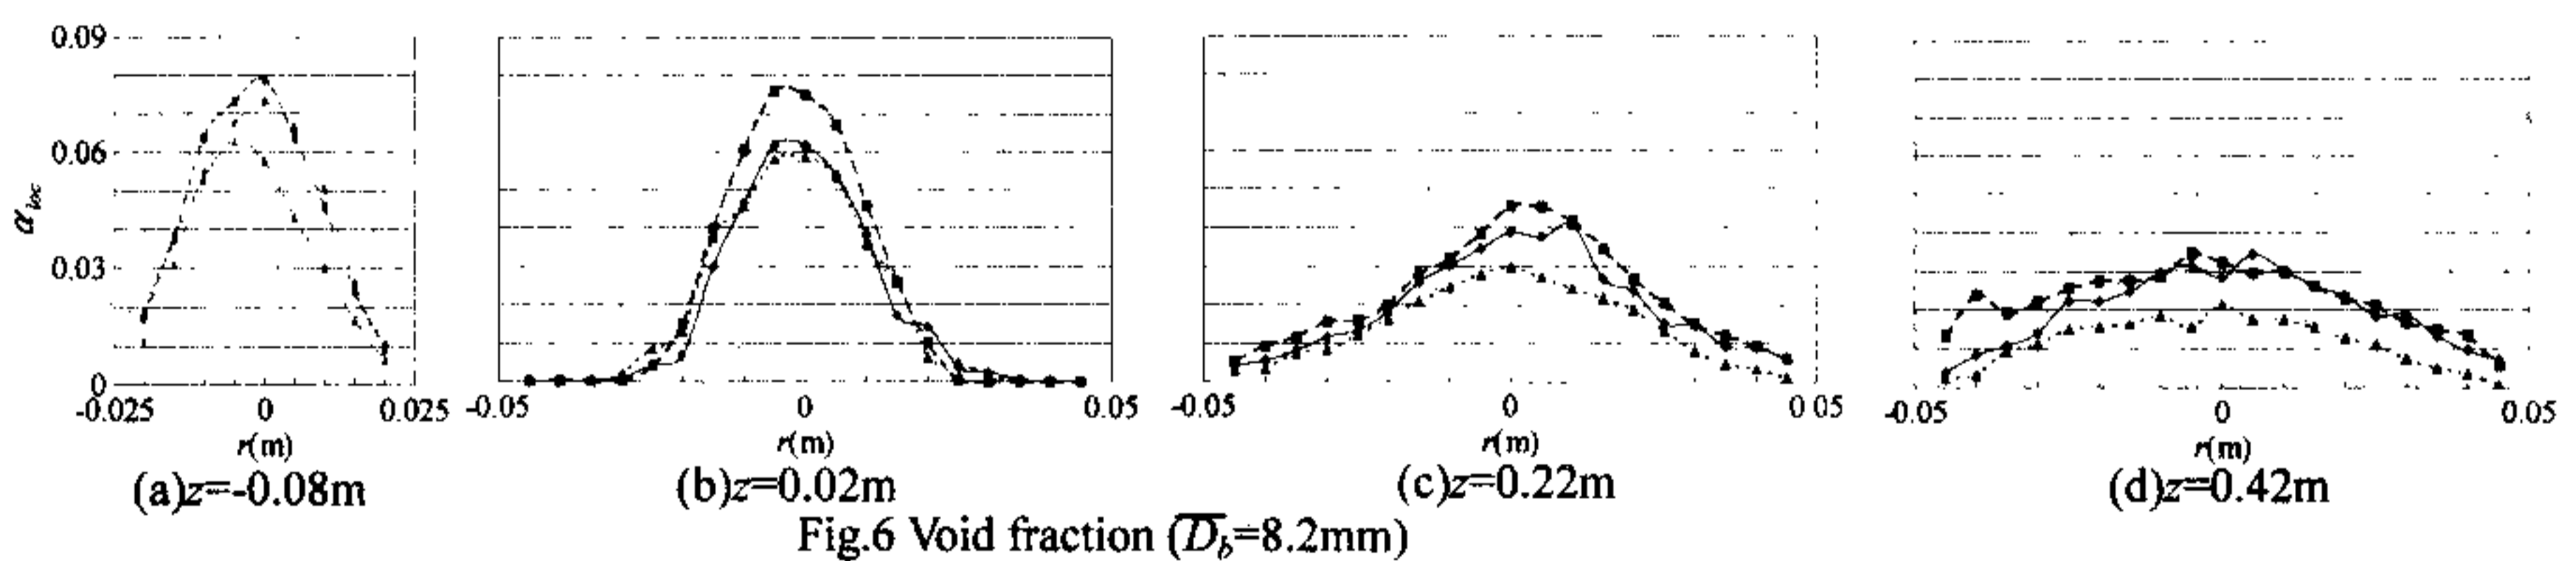 0.09
0.06
0.03
0
α_loc
-0.025 0 0.025 -0.05 0 0.05 -0.05 0 0 05 -0.05 0 0.05
r(m) r(m) r(m) r(m)
(a)z=-0.08m (b)z=0.02m (c)z=0.22m (d)z=0.42m
Fig.6 Void fraction (D̅_b=8.2mm)